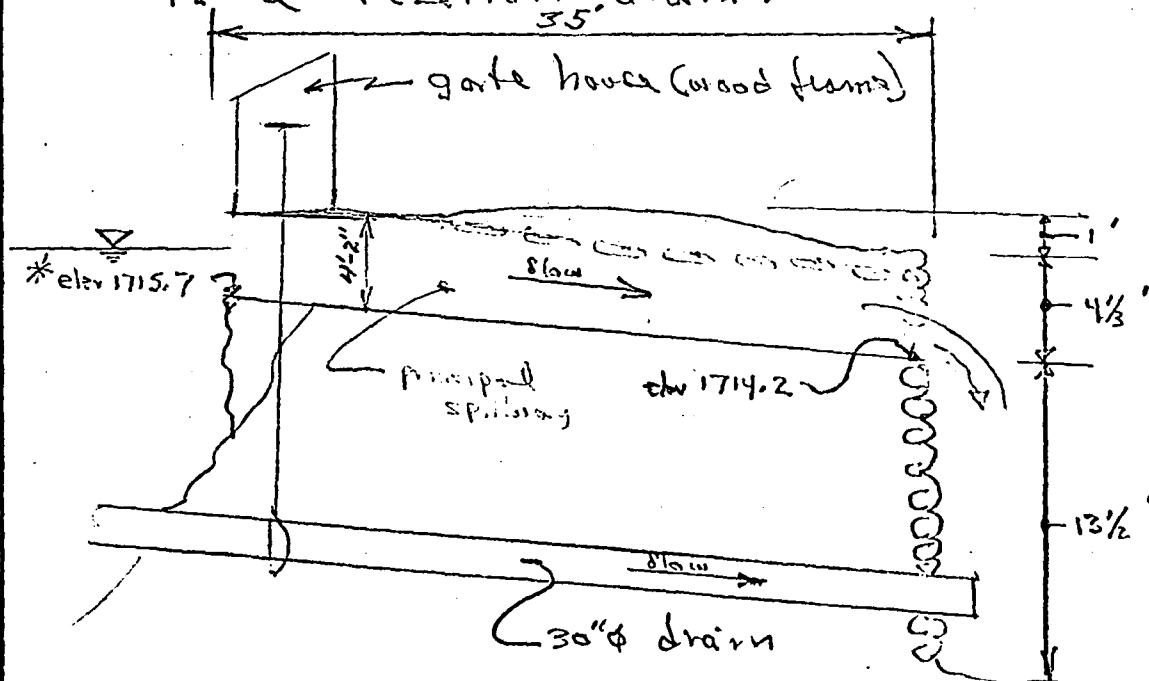 35'
gate house (wood frame)
1'
* elev 1715.7
4'-2"
flow
4 1/3 '
principal
spillway
elev 1714.2
13 1/2 '
flow
30"φ drain